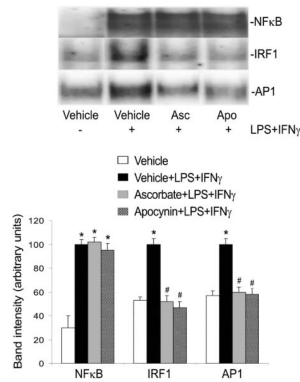 -NFκB
-IRF1
-AP1
Vehicle Vehicle Asc Apo
- + + + LPS+IFNγ
Vehicle
Vehicle+LPS+IFNγ
Ascorbate+LPS+IFNγ
Apocynin+LPS+IFNγ
Band intensity (arbitrary units)
120
100
80
60
40
20
0
* * * * # # * # #
NFκB IRF1 AP1